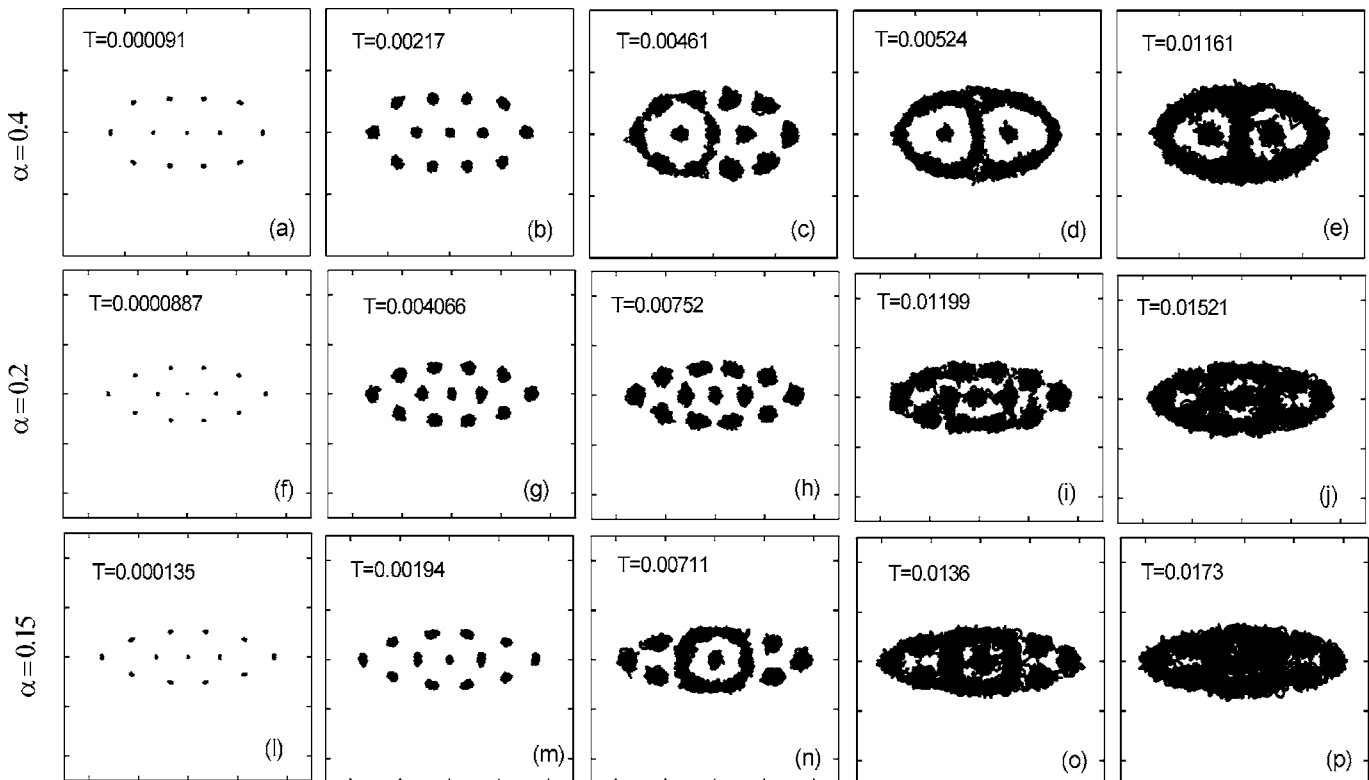 α=0.4
T=0.000091
(a)
T=0.00217
(b)
T=0.00461
(c)
T=0.00524
(d)
T=0.01161
(e)
α=0.2
T=0.0000887
(f)
T=0.004066
(g)
T=0.00752
(h)
T=0.01199
(i)
T=0.01521
(j)
α=0.15
T=0.000135
(l)
T=0.00194
(m)
T=0.00711
(n)
T=0.0136
(o)
T=0.0173
(p)